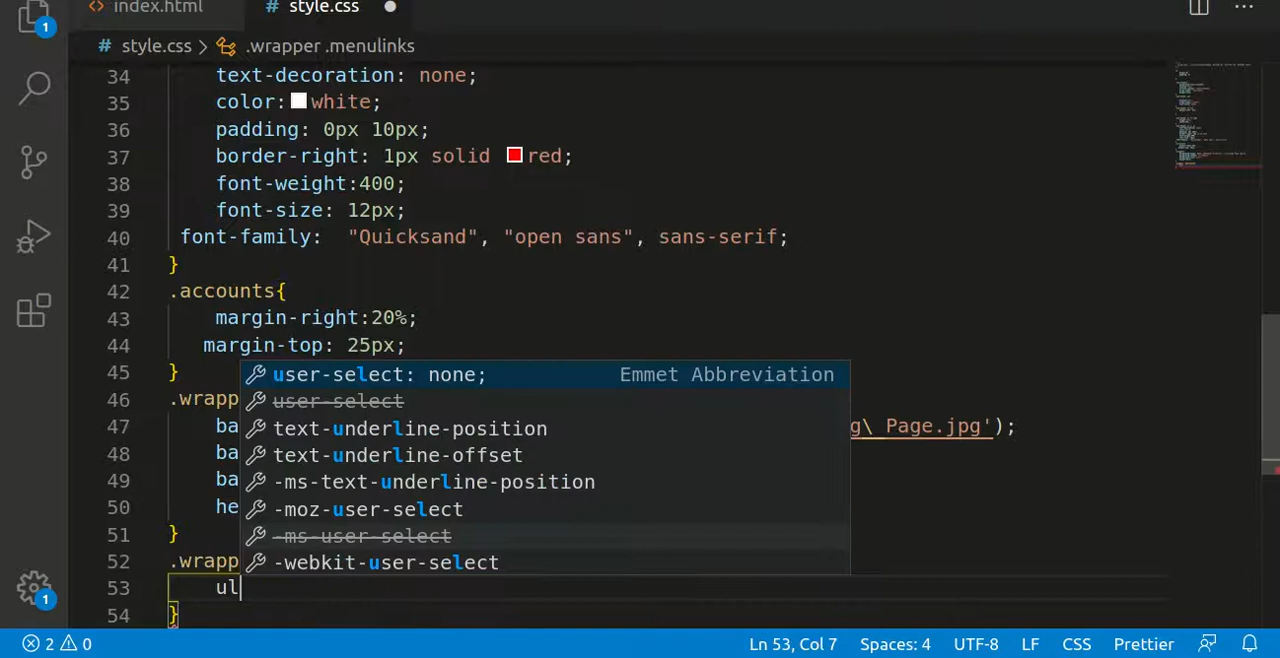 index.html
# style.css
...
# style.css > .wrapper .menulinks
34 text-decoration: none;
35 color: white;
36 padding: 0px 10px;
37 border-right: 1px solid red;
38 font-weight:400;
39 font-size: 12px;
40 font-family: "Quicksand", "open sans", sans-serif;
41 }
42 .accounts{
43 margin-right:20%;
44 margin-top: 25px;
45 }
user-select: none; Emmet Abbreviation
46 .wrapp
user-select
47 ba g\ Page.jpg');
text-underline-position
48 ba
text-underline-offset
49 ba
-ms-text-underline-position
50 he
-moz-user-select
51 }
-ms-user-select
52 .wrapp
-webkit-user-select
53 ul
54 }
1
1
2 0 Ln 53, Col 7 Spaces: 4 UTF-8 LF CSS Prettier